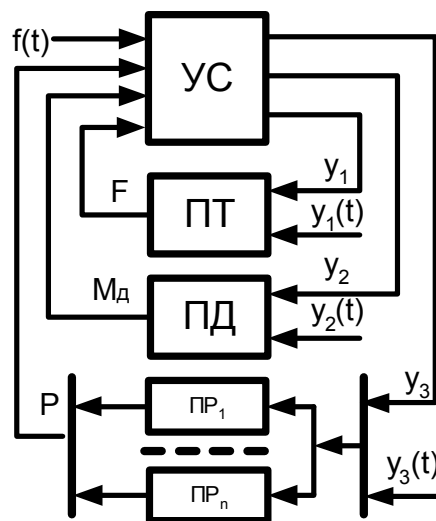 f(t)
УС
y₁
F
ПТ
y₁(t)
y₂
Mд
ПД
y₂(t)
y₃
P
ПР₁
y₃(t)
ПРₙ